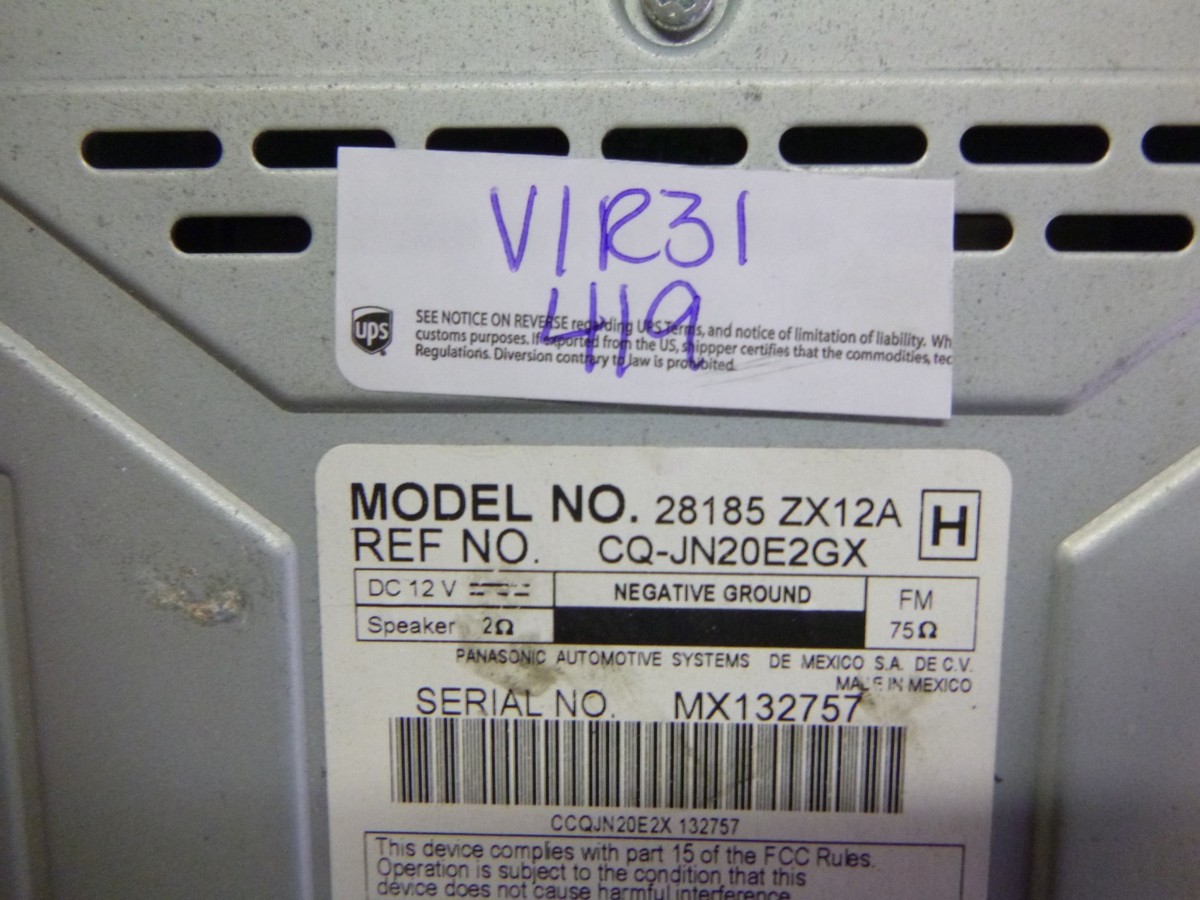 V1R31
419
ups
SEE NOTICE ON REVERSE regarding UPS Terms, and notice of limitation of liability. Wh
customs purposes. If exported from the US, shippper certifies that the commodities, tec
Regulations. Diversion contrary to law is prohibited.
MODEL NO. 28185 ZX12A H
REF NO. CQ-JN20E2GX
DC 12 V NEGATIVE GROUND FM
Speaker 2Ω 75Ω
PANASONIC AUTOMOTIVE SYSTEMS DE MEXICO S.A. DE C.V.
MADE IN MEXICO
SERIAL NO. MX132757
CCQJN20E2X 132757
This device complies with part 15 of the FCC Rules.
Operation is subject to the condition that this
device does not cause harmful interference.